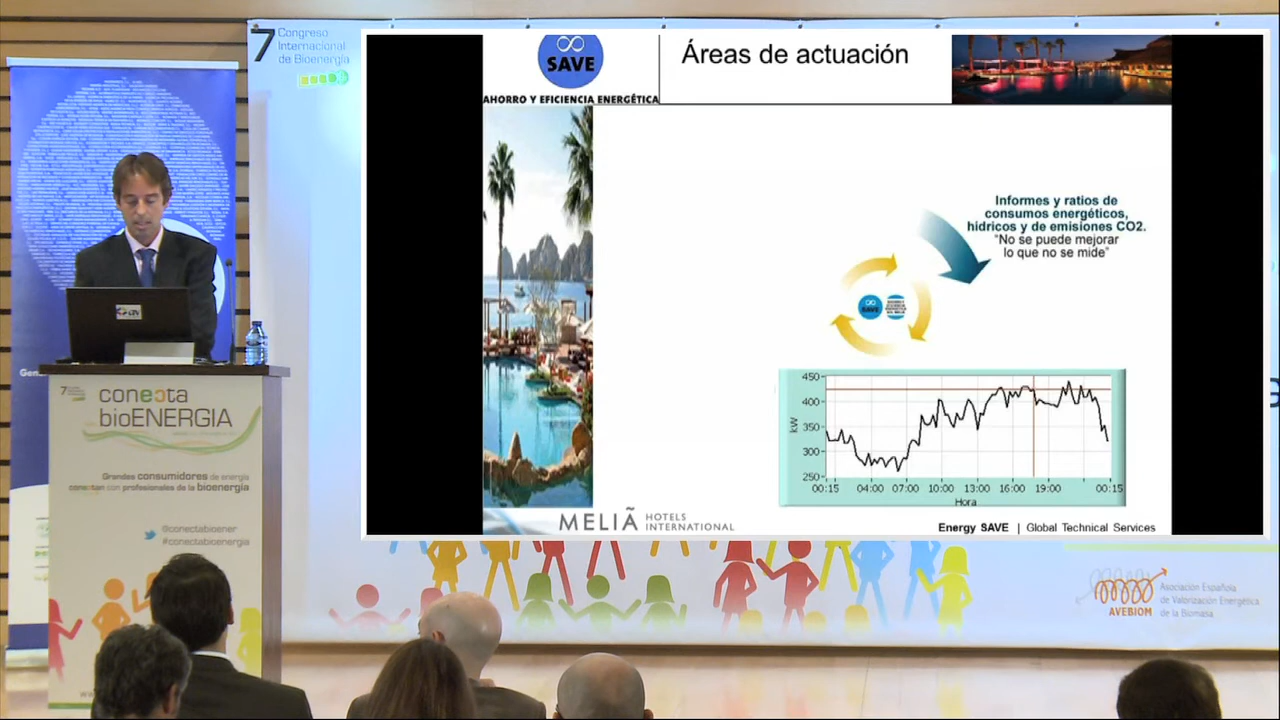 7 Congreso
Internacional
de Bioenergía
SAVE
AHORRO Y EFICIENCIA ENERGÉTICA
Áreas de actuación
Informes y ratios de
consumos energéticos,
hídricos y de emisiones CO2.
"No se puede mejorar
lo que no se mide"
SAVE
450
400
350
300
250
kW
00:15 04:00 07:00 10:00 13:00 16:00 19:00 00:15
Hora
MELIÃ HOTELS
INTERNATIONAL
Energy SAVE | Global Technical Services
conecta
bioENERGIA
Grandes consumidores de energía
conectan con profesionales de la bioenergía
@conectabioener
#conectabioenergia
AVEBIOM
Asociación Española
de Valorización Energética
de la Biomasa